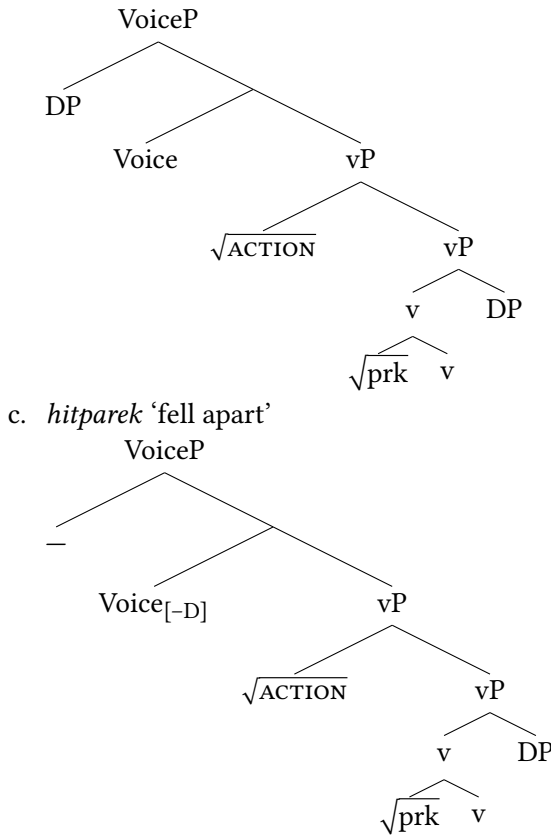 VoiceP
DP
Voice vP
√ACTION vP
v DP
√prk v
c. hitparek ‘fell apart’
VoiceP
–
Voice[–D] vP
√ACTION vP
v DP
√prk v